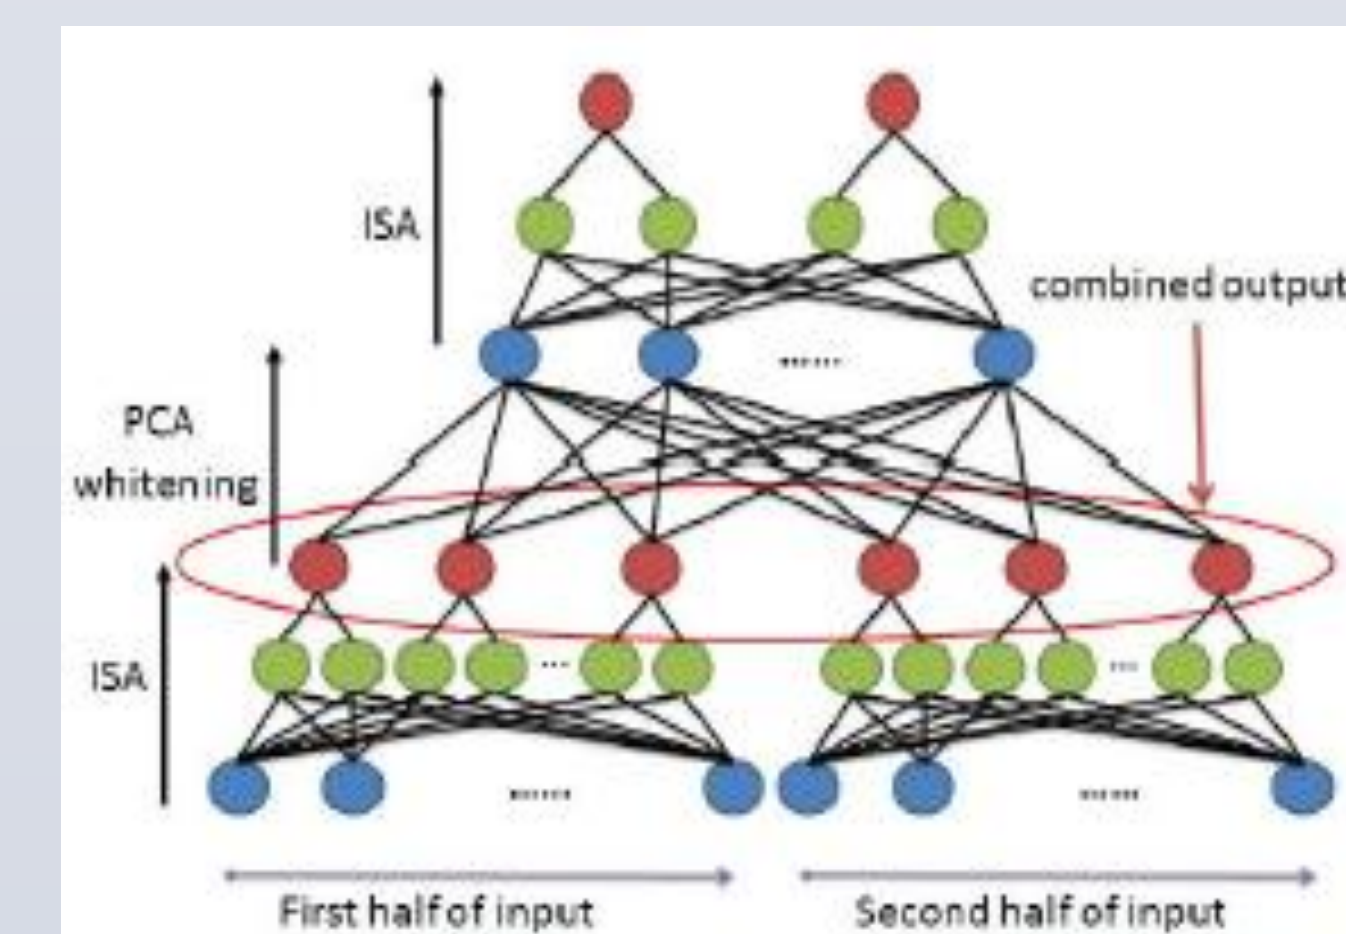 ISA
combined output
PCA
whitening
ISA
First half of input
Second half of input